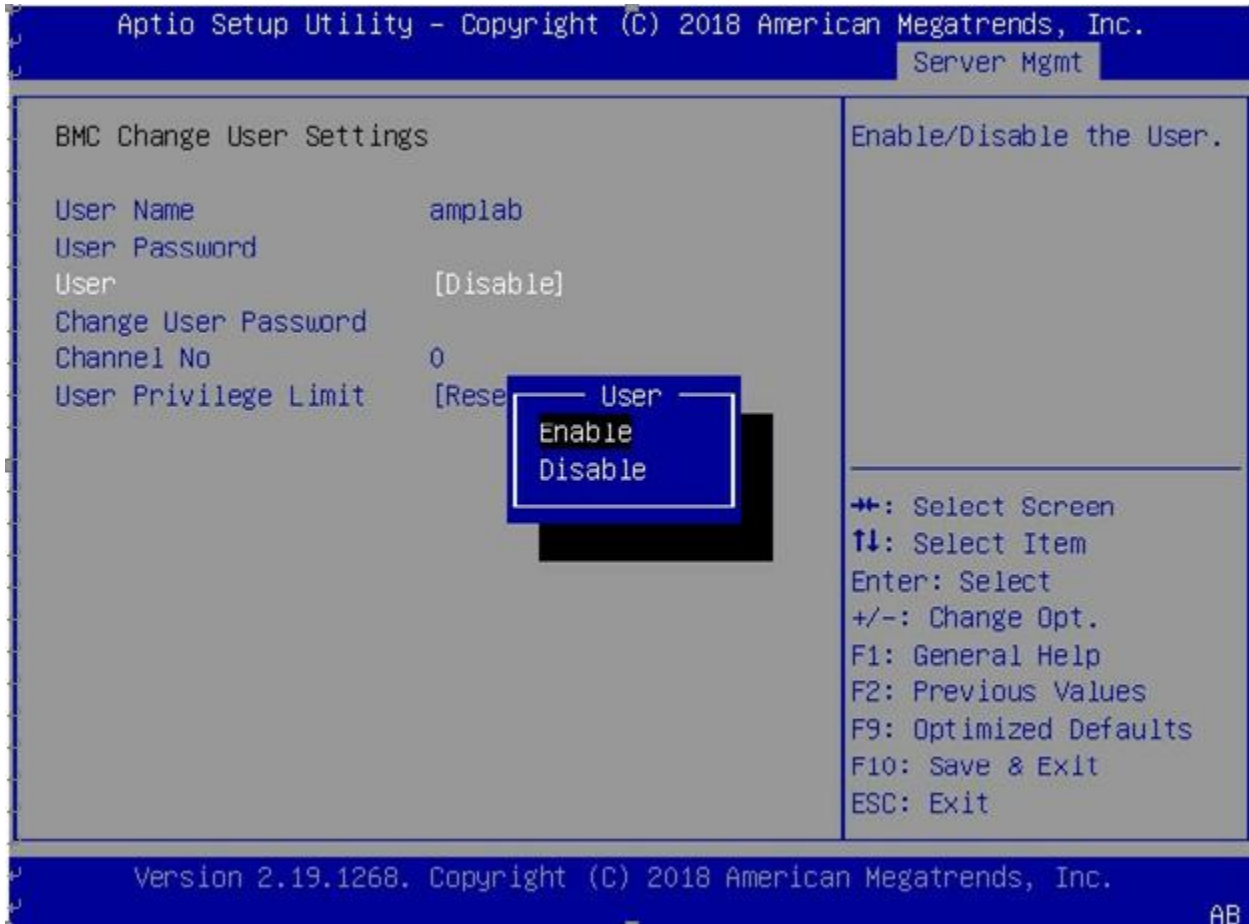 Aptio Setup Utility – Copyright (C) 2018 American Megatrends, Inc.
Server Mgmt
BMC Change User Settings
User Name amplab
User Password
User [Disable]
Change User Password
Channel No 0
User Privilege Limit [Rese
User
Enable
Disable
Enable/Disable the User.
→←: Select Screen
↑↓: Select Item
Enter: Select
+/-: Change Opt.
F1: General Help
F2: Previous Values
F9: Optimized Defaults
F10: Save & Exit
ESC: Exit
Version 2.19.1268. Copyright (C) 2018 American Megatrends, Inc.
AB